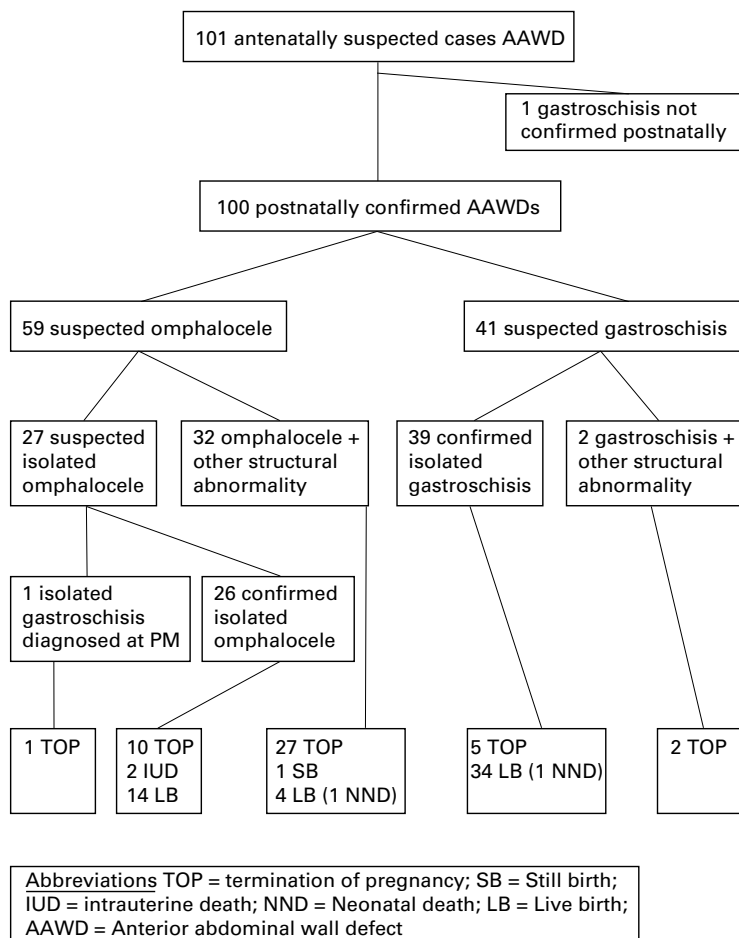 101 antenatally suspected cases AAWD
1 gastroschisis not
confirmed postnatally
100 postnatally confirmed AAWDs
59 suspected omphalocele
41 suspected gastroschisis
27 suspected
isolated
omphalocele
32 omphalocele +
other structural
abnormality
39 confirmed
isolated
gastroschisis
2 gastroschisis +
other structural
abnormality
1 isolated
gastroschisis
diagnosed at PM
26 confirmed
isolated
omphalocele
1 TOP
10 TOP
2 IUD
14 LB
27 TOP
1 SB
4 LB (1 NND)
5 TOP
34 LB (1 NND)
2 TOP
Abbreviations TOP = termination of pregnancy; SB = Still birth;
IUD = intrauterine death; NND = Neonatal death; LB = Live birth;
AAWD = Anterior abdominal wall defect